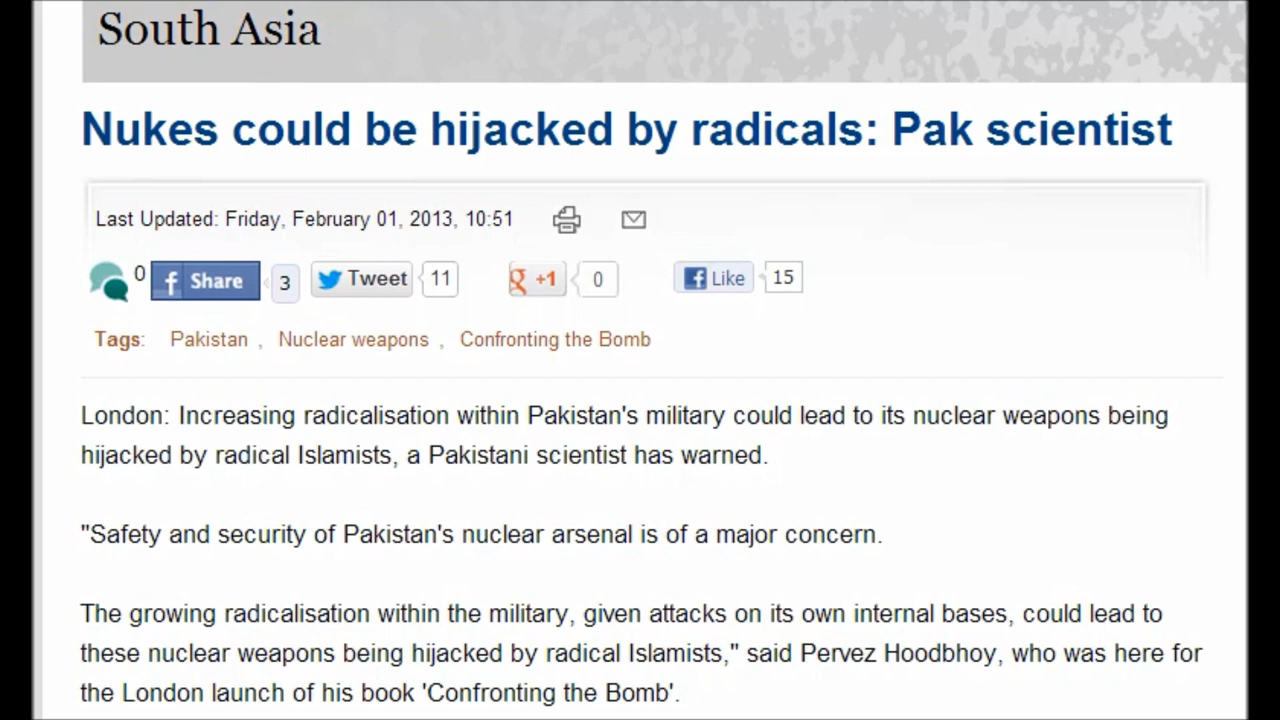 South Asia
Nukes could be hijacked by radicals: Pak scientist
Last Updated: Friday, February 01, 2013, 10:51
0 f Share 3 Tweet 11 g +1 0 f Like 15
Tags: Pakistan , Nuclear weapons , Confronting the Bomb
London: Increasing radicalisation within Pakistan's military could lead to its nuclear weapons being
hijacked by radical Islamists, a Pakistani scientist has warned.
"Safety and security of Pakistan's nuclear arsenal is of a major concern.
The growing radicalisation within the military, given attacks on its own internal bases, could lead to
these nuclear weapons being hijacked by radical Islamists," said Pervez Hoodbhoy, who was here for
the London launch of his book 'Confronting the Bomb'.